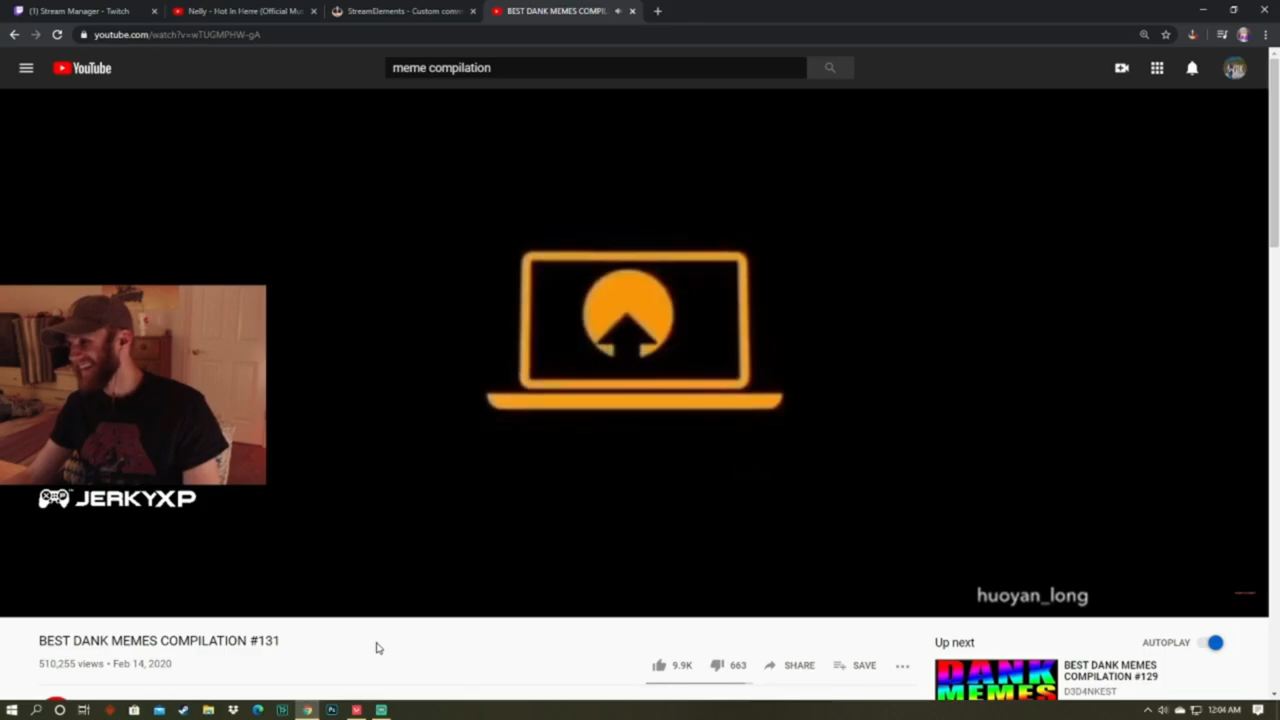 (1) Stream Manager - Twitch
Nelly - Hot In Herre (Official Mus
StreamElements - Custom comm
BEST DANK MEMES COMPIL
youtube.com/watch?v=wTUGMPHW-gA
YouTube
meme compilation
JERKYXP
huoyan_long
BEST DANK MEMES COMPILATION #131
510,255 views • Feb 14, 2020
9.9K
663
SHARE
SAVE
Up next
AUTOPLAY
DANK
MEMES
BEST DANK MEMES
COMPILATION #129
D3D4NKEST
12:04 AM